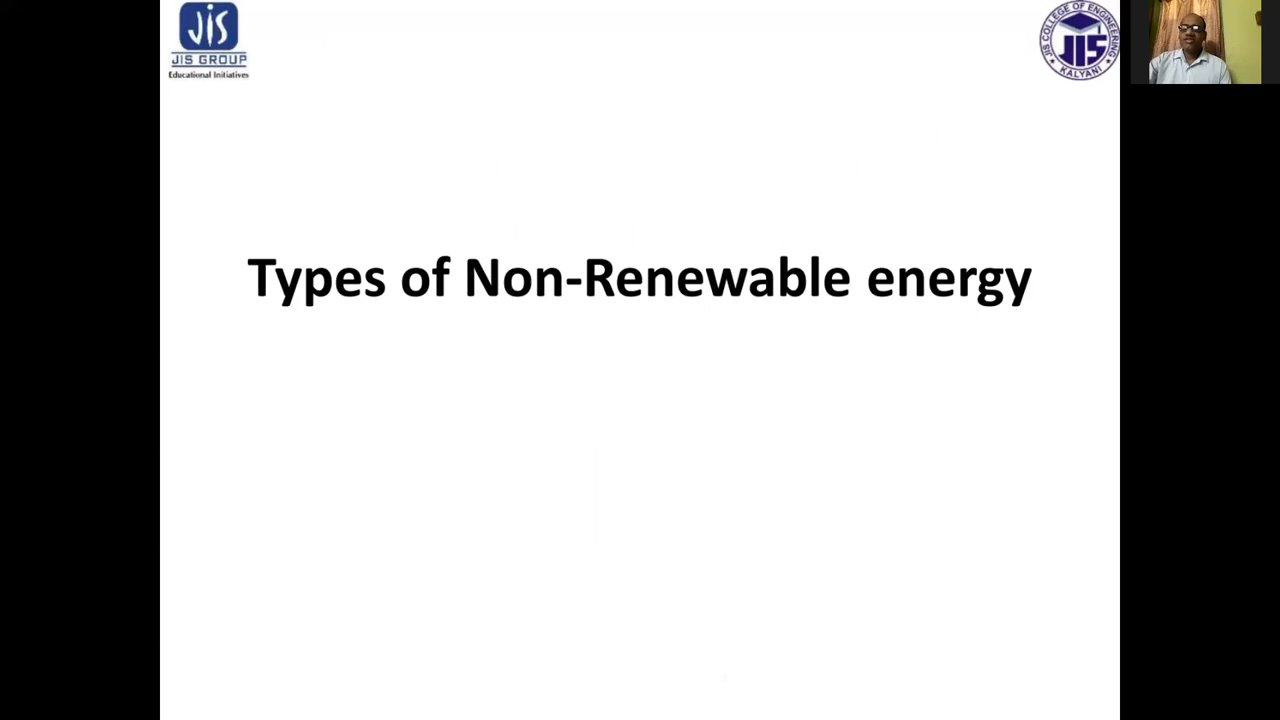 JIS
JIS GROUP
Educational Initiatives
JIS COLLEGE OF ENGINEERING
JIS
KALYANI
Types of Non-Renewable energy